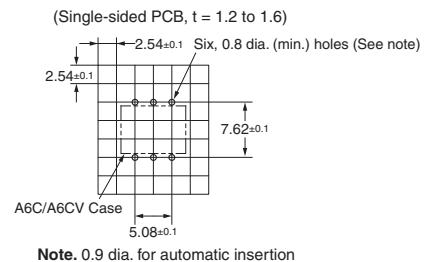 (Single-sided PCB, t = 1.2 to 1.6)
2.54±0.1 Six, 0.8 dia. (min.) holes (See note)
2.54±0.1
7.62±0.1
A6C/A6CV Case
5.08±0.1
Note. 0.9 dia. for automatic insertion